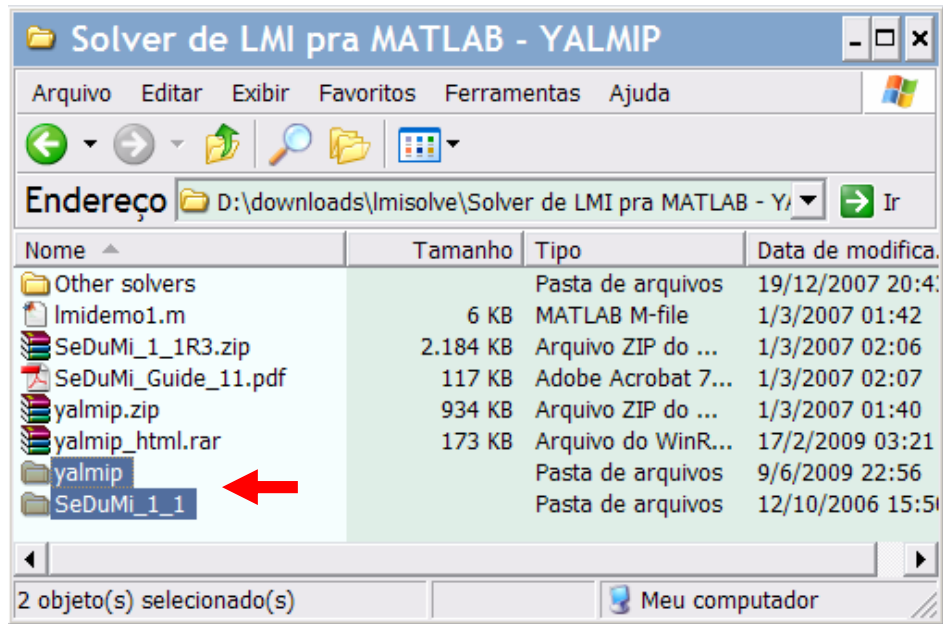 Solver de LMI pra MATLAB - YALMIP
Arquivo Editar Exibir Favoritos Ferramentas Ajuda
Endereço D:\downloads\lmisolve\Solver de LMI pra MATLAB - Y Ir
Nome Tamanho Tipo Data de modifica.
Other solvers Pasta de arquivos 19/12/2007 20:4
lmidemo1.m 6 KB MATLAB M-file 1/3/2007 01:42
SeDuMi_1_1R3.zip 2.184 KB Arquivo ZIP do ... 1/3/2007 02:06
SeDuMi_Guide_11.pdf 117 KB Adobe Acrobat 7... 1/3/2007 02:07
yalmip.zip 934 KB Arquivo ZIP do ... 1/3/2007 01:40
yalmip_html.rar 173 KB Arquivo do WinR... 17/2/2009 03:21
yalmip Pasta de arquivos 9/6/2009 22:56
SeDuMi_1_1 Pasta de arquivos 12/10/2006 15:5
2 objeto(s) selecionado(s) Meu computador